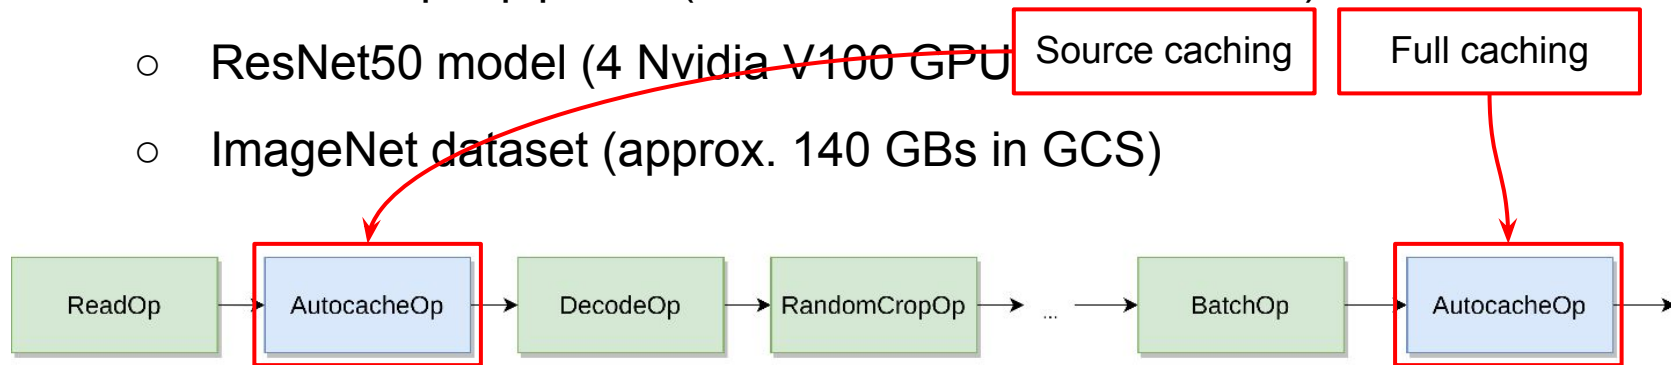 ○ ResNet50 model (4 Nvidia V100 GPU
Source caching
Full caching
○ ImageNet dataset (approx. 140 GBs in GCS)
ReadOp
AutocacheOp
DecodeOp
RandomCropOp
...
BatchOp
AutocacheOp